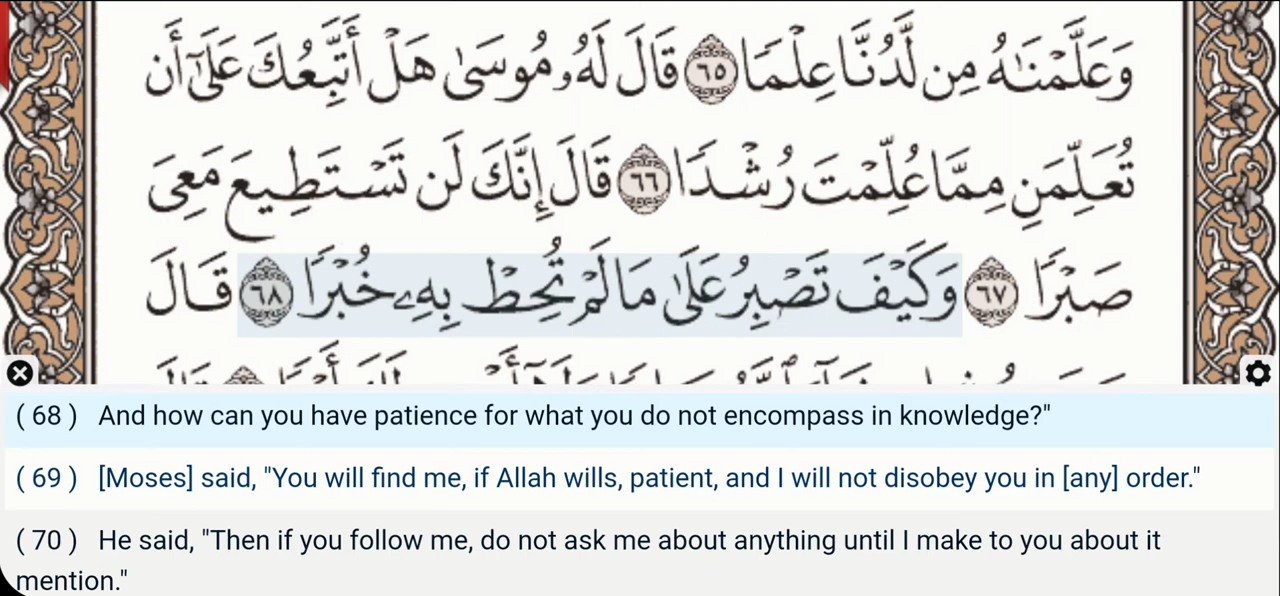 وَعَلَّمْنَٰهُ مِن لَّدُنَّا عِلْمًا ٦٥ قَالَ لَهُۥ مُوسَىٰ هَلْ أَتَّبِعُكَ عَلَىٰٓ أَن
تُعَلِّمَنِ مِمَّا عُلِّمْتَ رُشْدًا ٦٦ قَالَ إِنَّكَ لَن تَسْتَطِيعَ مَعِىَ
صَبْرًا ٦٧ وَكَيْفَ تَصْبِرُ عَلَىٰ مَا لَمْ تُحِطْ بِهِۦ خُبْرًا ٦٨ قَالَ
( 68 ) And how can you have patience for what you do not encompass in knowledge?"
( 69 ) [Moses] said, "You will find me, if Allah wills, patient, and I will not disobey you in [any] order."
( 70 ) He said, "Then if you follow me, do not ask me about anything until I make to you about it
mention."